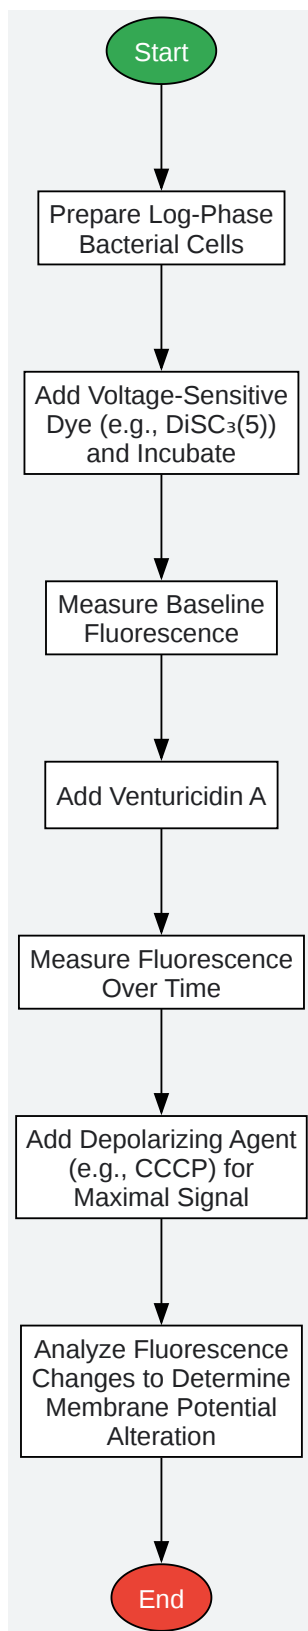 Start
Prepare Log-Phase
Bacterial Cells
Add Voltage-Sensitive
Dye (e.g., DiSC₃(5))
and Incubate
Measure Baseline
Fluorescence
Add Venturicidin A
Measure Fluorescence
Over Time
Add Depolarizing Agent
(e.g., CCCP) for
Maximal Signal
Analyze Fluorescence
Changes to Determine
Membrane Potential
Alteration
End